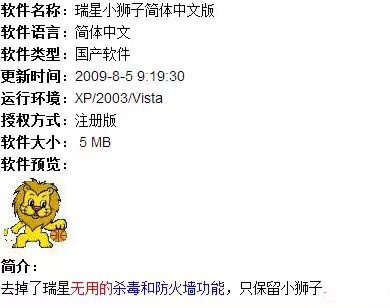 软件名称：瑞星小狮子简体中文版
软件语言：简体中文
软件类型：国产软件
更新时间：2009-8-5 9:19:30
运行环境：XP/2003/Vista
授权方式：注册版
软件大小： 5 MB
软件预览：
简介：
去掉了瑞星无用的杀毒和防火墙功能，只保留小狮子.